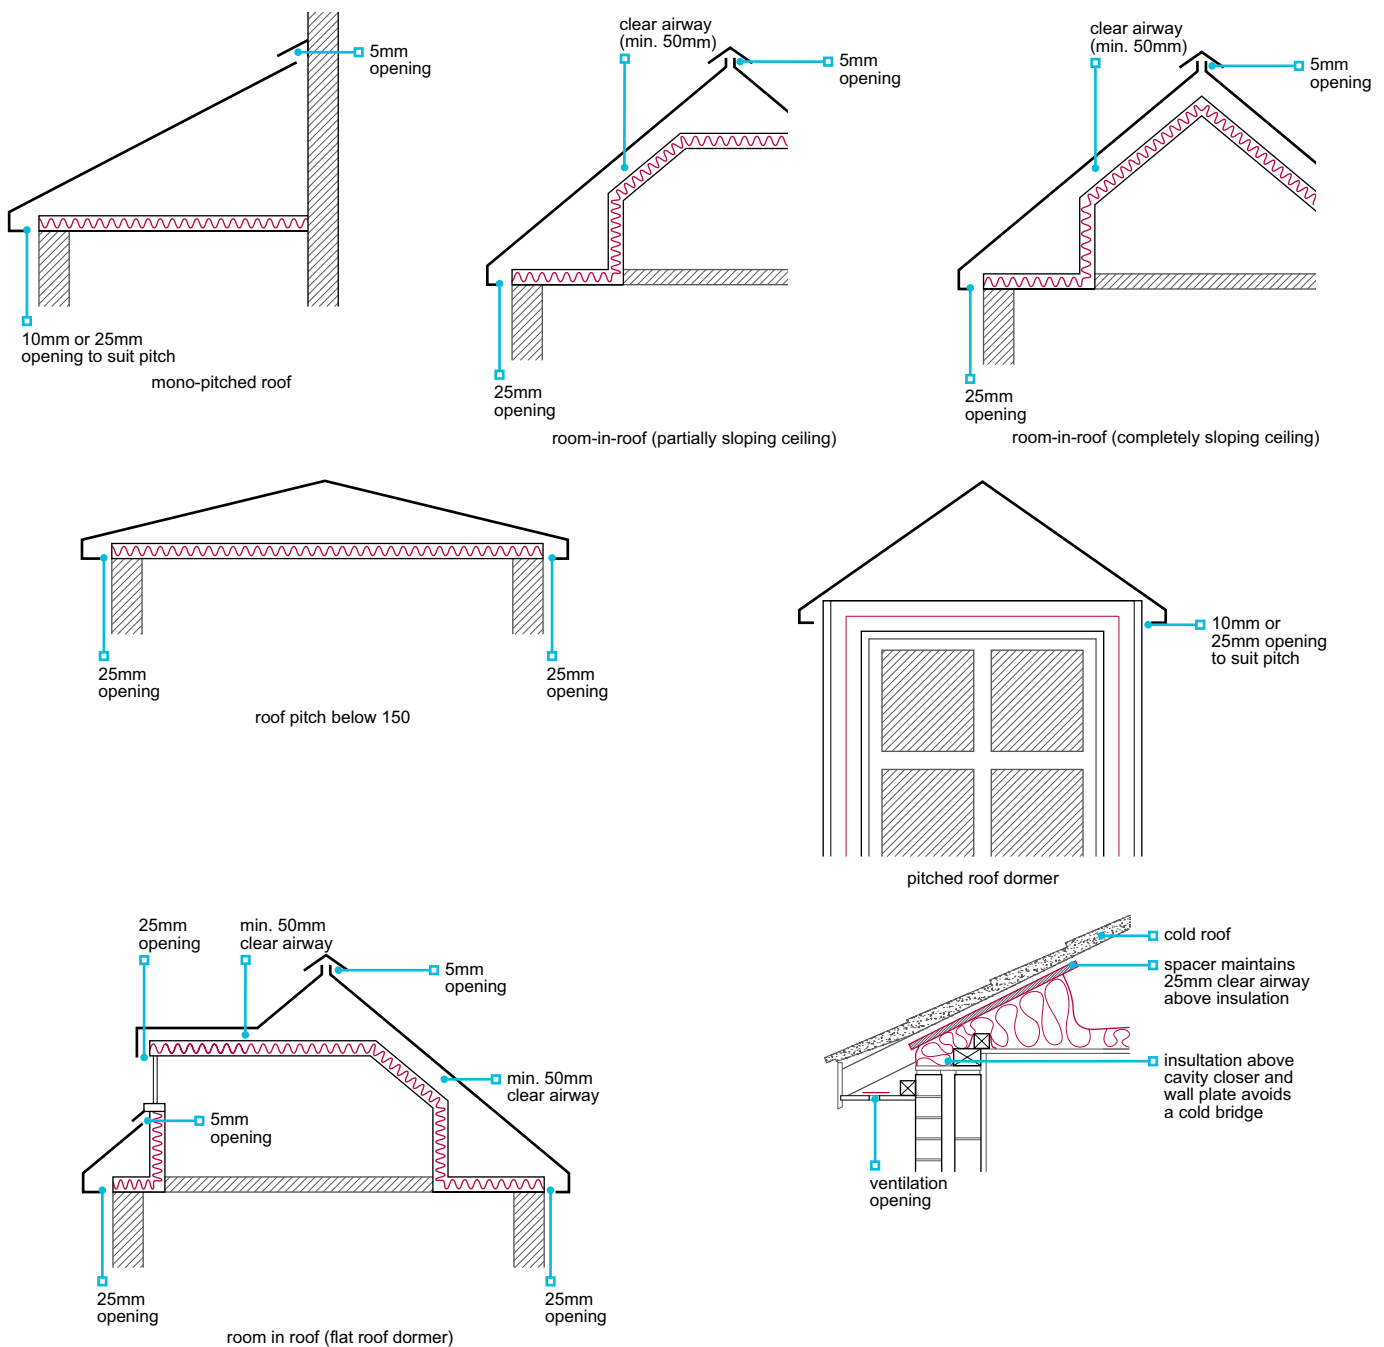 5mm
opening
10mm or 25mm
opening to suit pitch
mono-pitched roof
clear airway
(min. 50mm)
5mm
opening
25mm
opening
room-in-roof (partially sloping ceiling)
clear airway
(min. 50mm)
5mm
opening
25mm
opening
room-in-roof (completely sloping ceiling)
25mm
opening
25mm
opening
roof pitch below 150
10mm or
25mm opening
to suit pitch
pitched roof dormer
25mm
opening
min. 50mm
clear airway
5mm
opening
min. 50mm
clear airway
5mm
opening
25mm
opening
25mm
opening
room in roof (flat roof dormer)
cold roof
spacer maintains
25mm clear airway
above insulation
insultation above
cavity closer and
wall plate avoids
a cold bridge
ventilation
opening